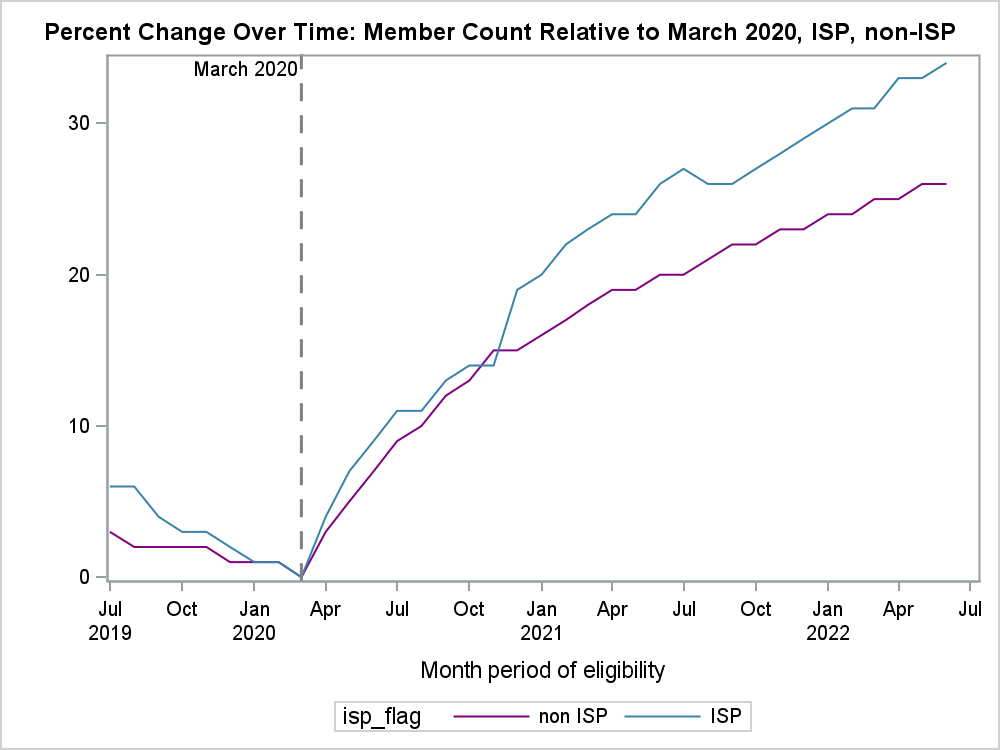 Percent Change Over Time: Member Count Relative to March 2020, ISP, non-ISP
March 2020
30
20
10
0
Jul Oct Jan Apr Jul Oct Jan Apr Jul Oct Jan Apr Jul
2019 2020 2021 2022
Month period of eligibility
isp_flag non ISP ISP